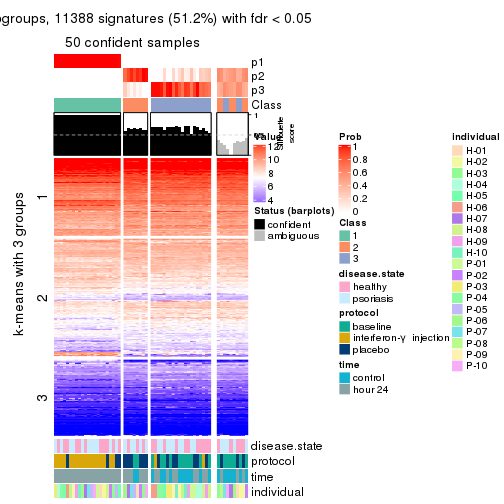 ogroups, 11388 signatures (51.2%) with fdr < 0.05
50 confident samples
p1
p2
p3
Class
1
score
k-means with 3 groups
1
2
3
disease.state
protocol
time
individual
Value
12
4
6
Status (barplots)
confident
ambiguous
Prob
1
0.8
0.6
0.4
0.2
0
Class
1
2
3
disease.state
healthy
psoriasis
protocol
baseline
interferon-γ injection
placebo
time
control
hour 24
individual
H-01
H-02
H-03
H-04
H-05
H-06
H-07
H-08
H-09
H-10
P-01
P-02
P-03
P-04
P-05
P-06
P-07
P-08
P-09
P-10